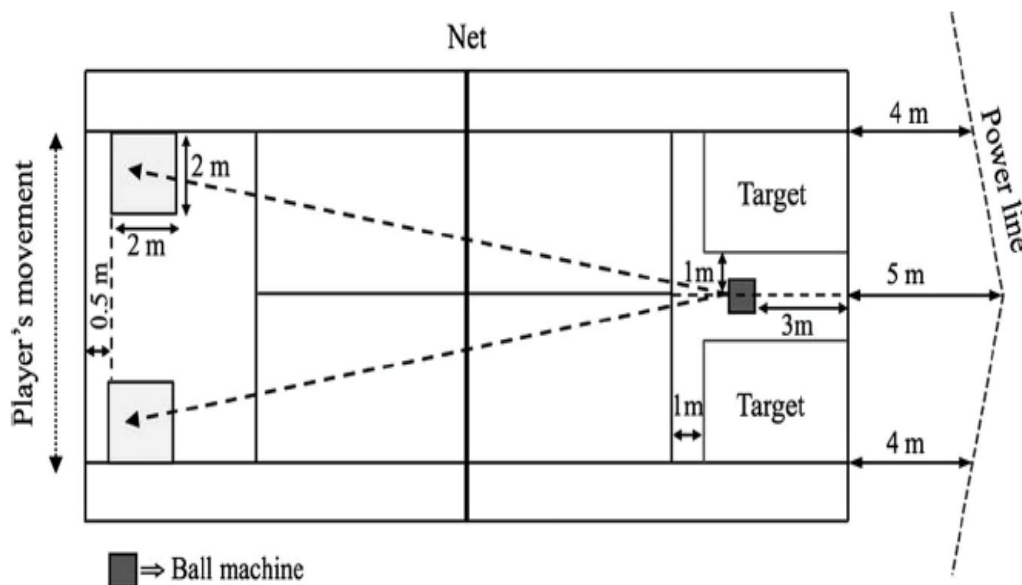 Net
4 m
Power line
Player's movement
2 m
Target
2 m
1m
5 m
0.5 m
3m
1m
Target
4 m
⇒ Ball machine